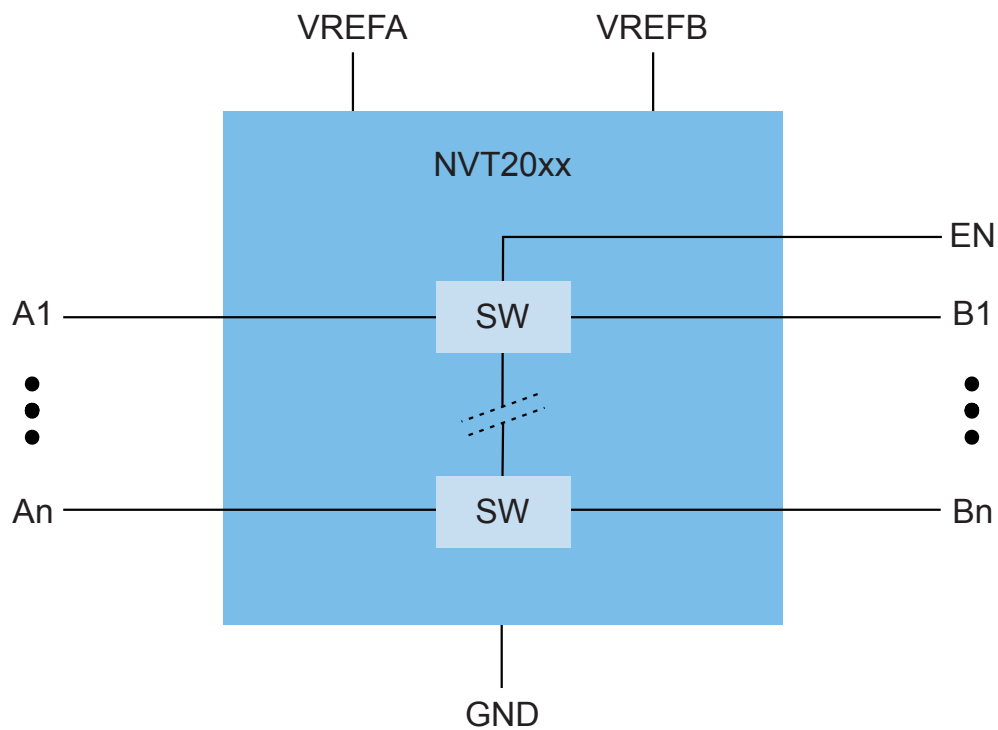 VREFA
VREFB
NVT20xx
EN
A1
SW
B1
An
SW
Bn
GND